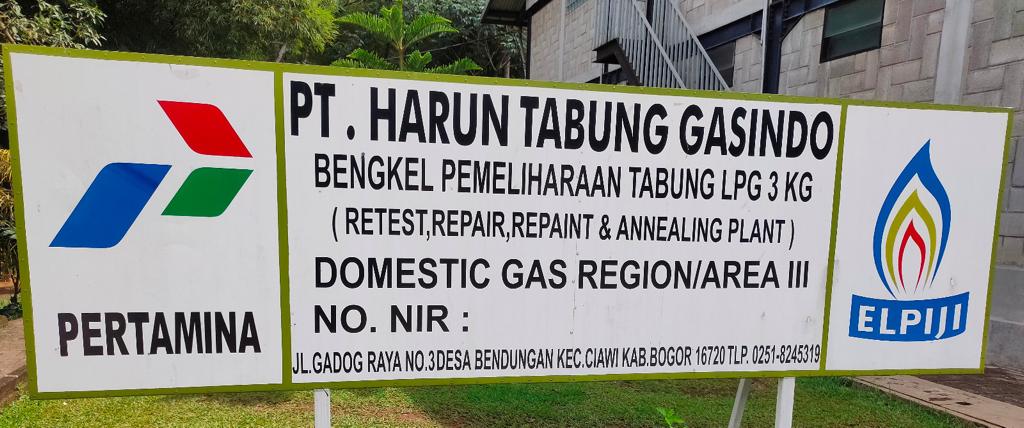 PT . HARUN TABUNG GASINDO
BENGKEL PEMELIHARAAN TABUNG LPG 3 KG
( RETEST,REPAIR,REPAINT & ANNEALING PLANT )
DOMESTIC GAS REGION/AREA III
NO. NIR :
JL.GADOG RAYA NO.3DESA BENDUNGAN KEC.CIAWI KAB.BOGOR 16720 TLP. 0251-8245319
PERTAMINA
ELPIJI